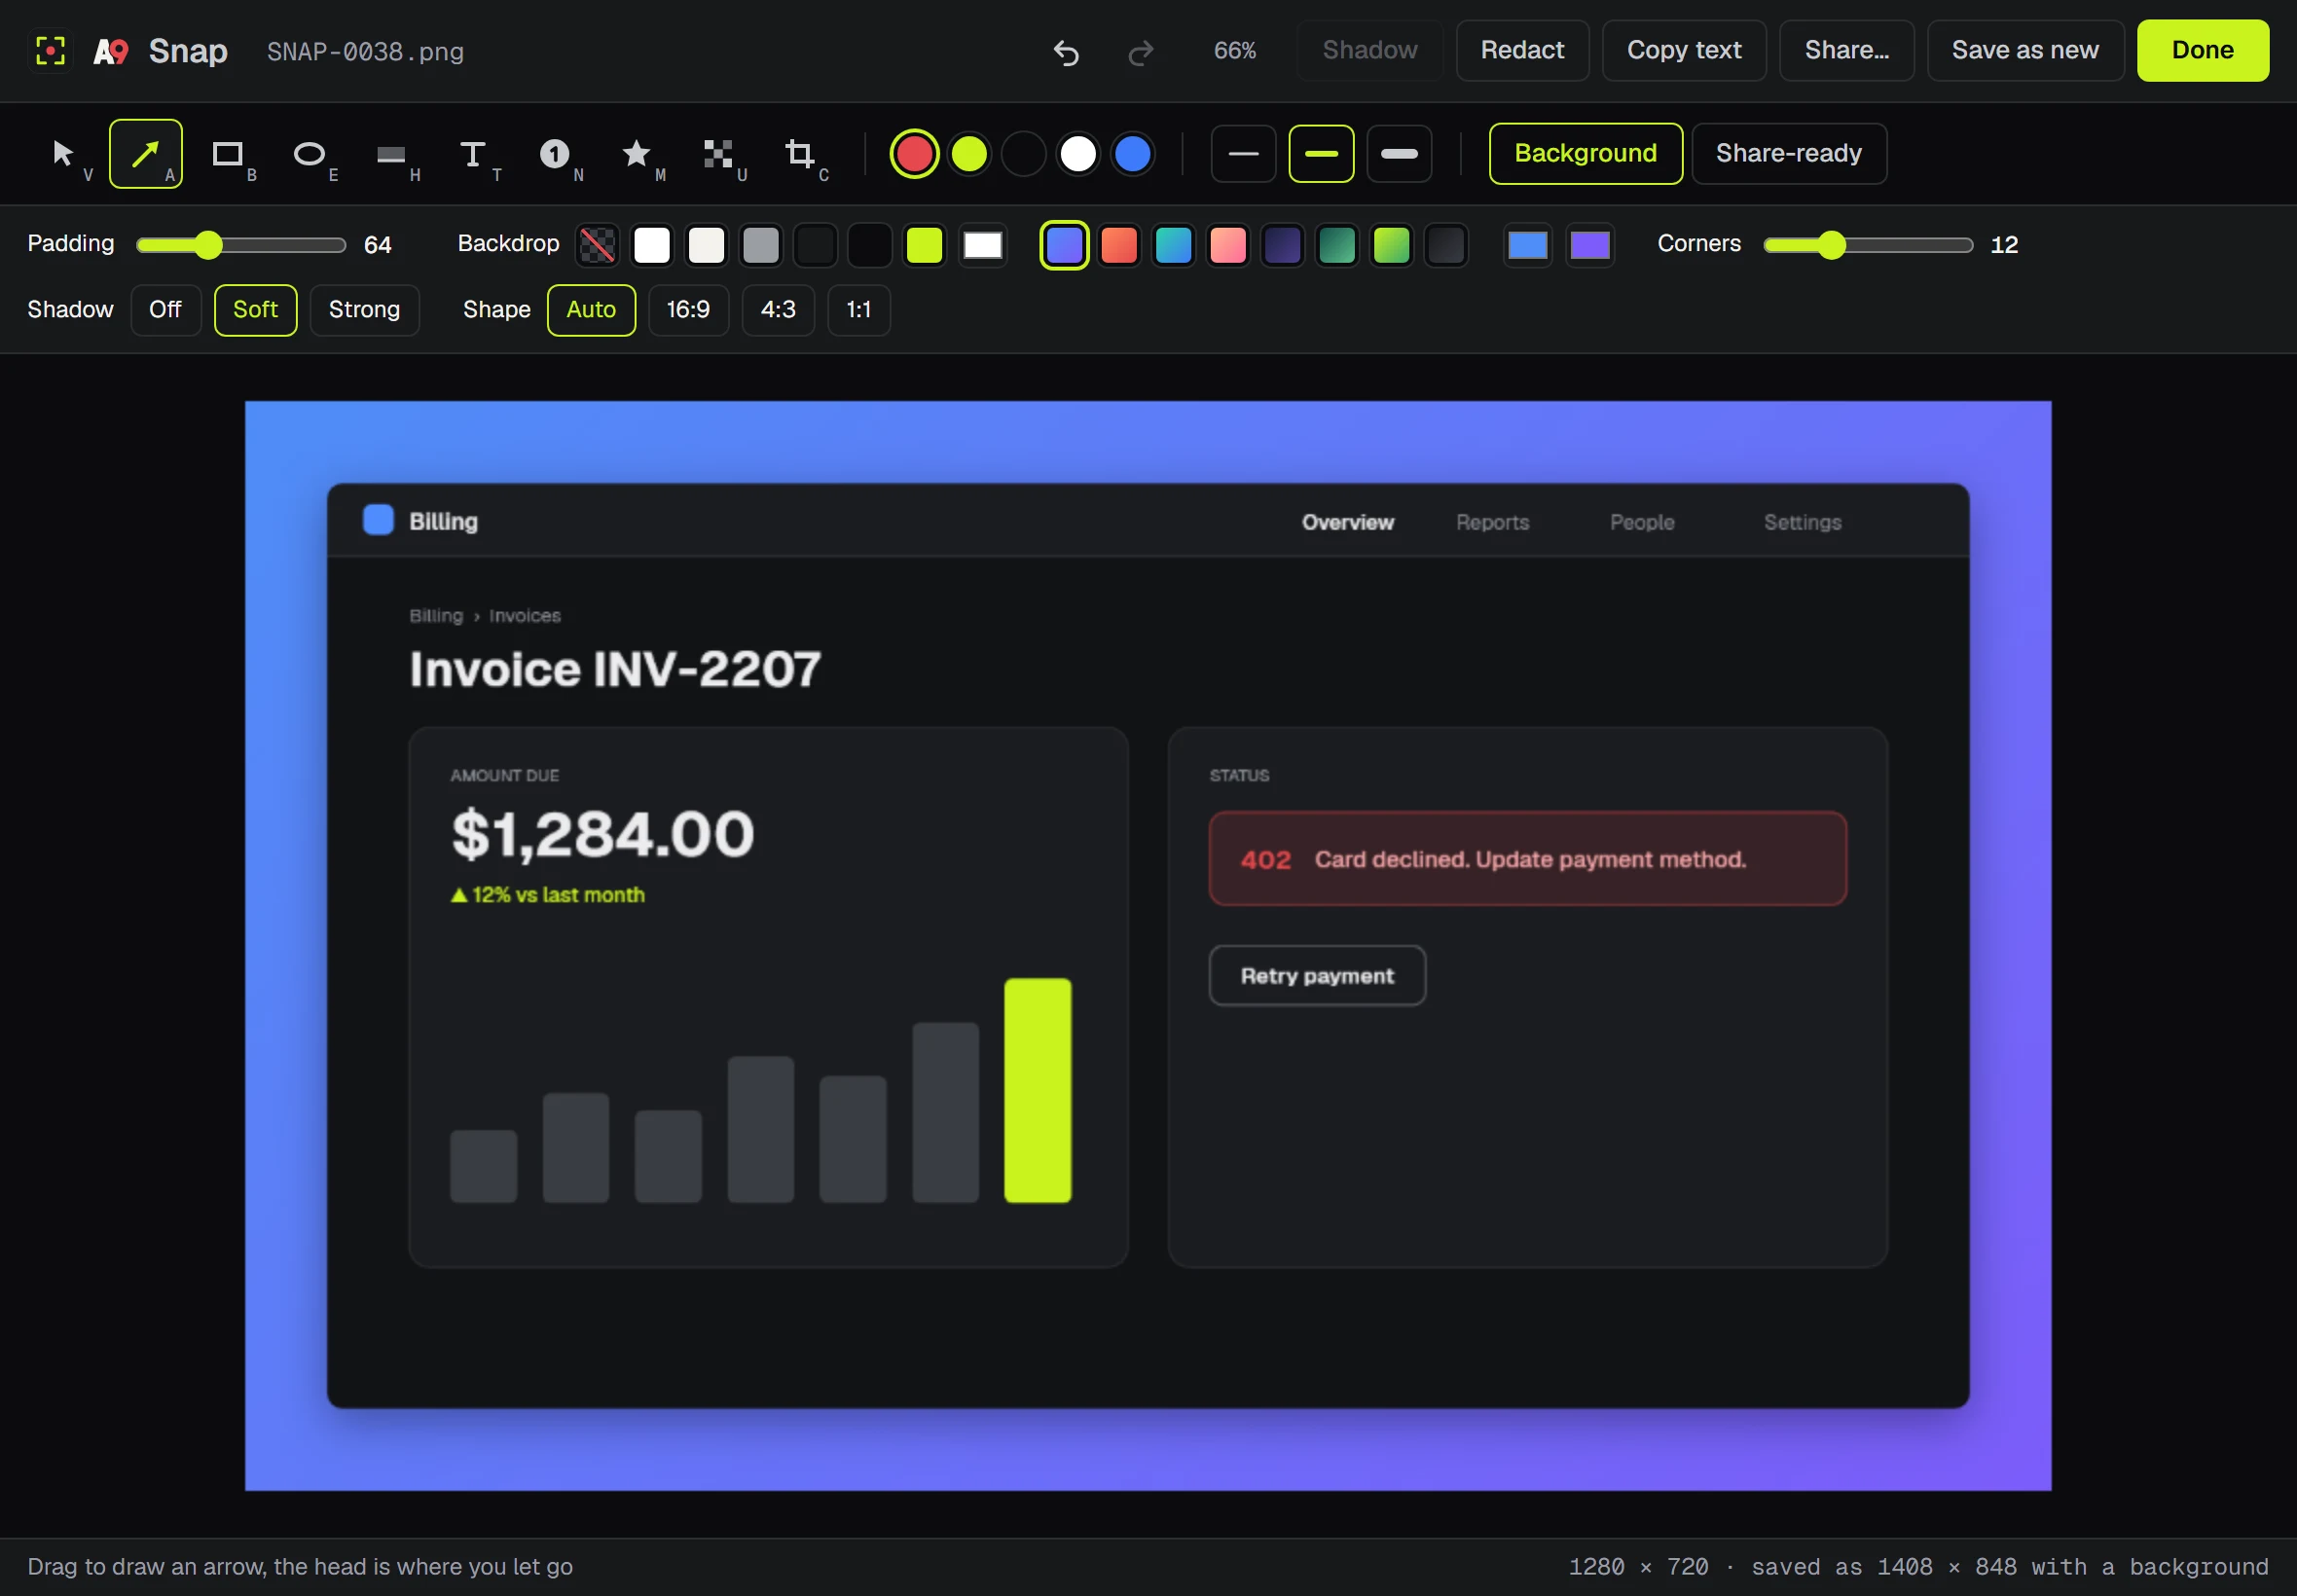 A9 Snap SNAP-0038.png 66% Shadow Redact Copy text Share... Save as new Done
V A B E H 1 N T M U C Background Share-ready
Padding 64 Backdrop Corners 12
Shadow Off Soft Strong Shape Auto 16:9 4:3 1:1
Billing Overview Reports People Settings
Billing › Invoices
Invoice INV-2207
AMOUNT DUE
$1,284.00
▲ 12% vs last month
STATUS
402 Card declined. Update payment method.
Retry payment
Drag to draw an arrow, the head is where you let go
1280 × 720 · saved as 1408 × 848 with a background